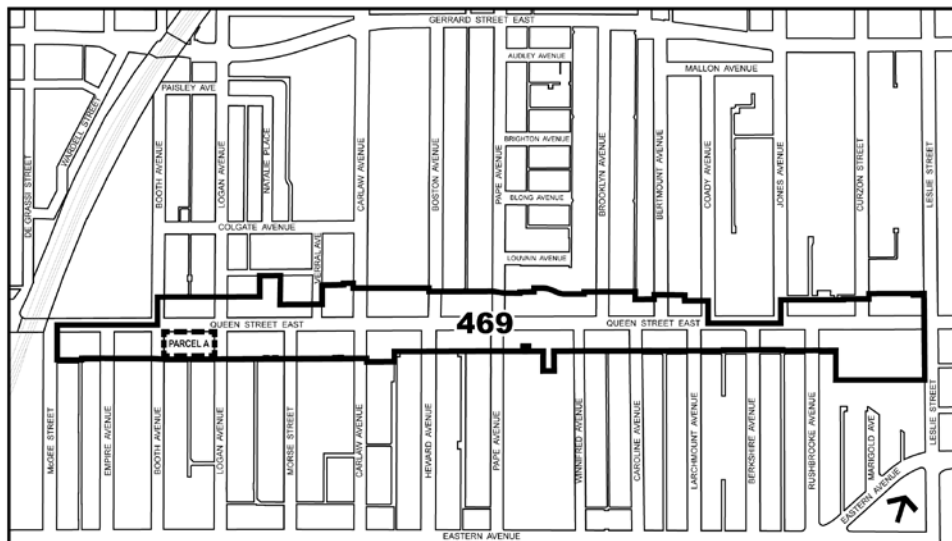 GERRARD STREET EAST
AUDLEY AVENUE
MALLON AVENUE
PAISLEY AVE
WARDELL STREET
DE GRASSI STREET
BOOTH AVENUE
LOGAN AVENUE
NATALIE PLACE
CARLAW AVENUE
BOSTON AVENUE
PAPE AVENUE
BRIGHTON AVENUE
BLONG AVENUE
BROOKLYN AVENUE
BERTMOUNT AVENUE
COADY AVENUE
JONES AVENUE
CURZON STREET
LESLIE STREET
COLGATE AVENUE
VERRAL AVE
LOUVAIN AVENUE
QUEEN STREET EAST
469
QUEEN STREET EAST
PARCEL A
McGEE STREET
EMPIRE AVENUE
BOOTH AVENUE
LOGAN AVENUE
MORSE STREET
CARLAW AVENUE
HEWARD AVENUE
PAPE AVENUE
WINNIFRED AVENUE
CAROLINE AVENUE
LARCHMOUNT AVENUE
BERKSHIRE AVENUE
RUSHBROOKE AVENUE
MARIGOLD AVE
LESLIE STREET
EASTERN AVENUE
EASTERN AVENUE